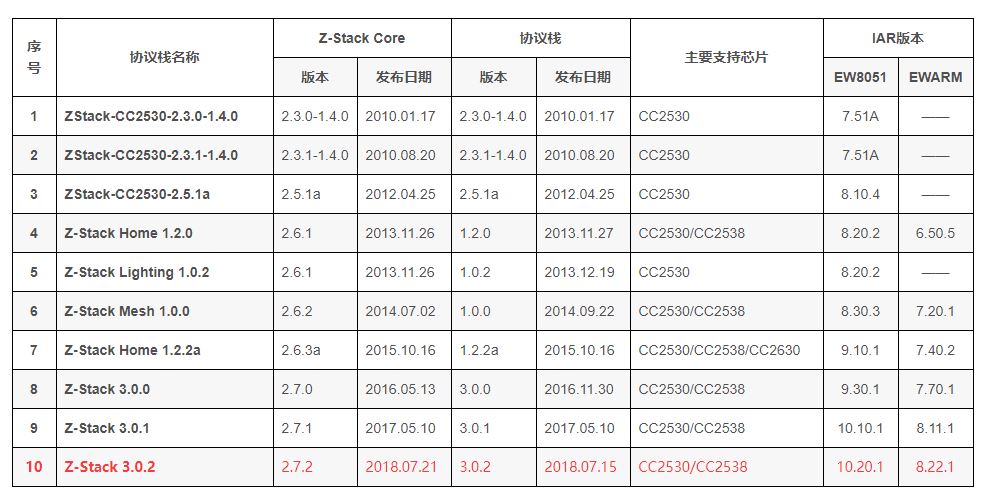 序号 协议栈名称 Z-Stack Core 协议栈 主要支持芯片 IAR版本
版本 发布日期 版本 发布日期 EW8051 EWARM
1 ZStack-CC2530-2.3.0-1.4.0 2.3.0-1.4.0 2010.01.17 2.3.0-1.4.0 2010.01.17 CC2530 7.51A ——
2 ZStack-CC2530-2.3.1-1.4.0 2.3.1-1.4.0 2010.08.20 2.3.1-1.4.0 2010.08.20 CC2530 7.51A ——
3 ZStack-CC2530-2.5.1a 2.5.1a 2012.04.25 2.5.1a 2012.04.25 CC2530 8.10.4 ——
4 Z-Stack Home 1.2.0 2.6.1 2013.11.26 1.2.0 2013.11.27 CC2530/CC2538 8.20.2 6.50.5
5 Z-Stack Lighting 1.0.2 2.6.1 2013.11.26 1.0.2 2013.12.19 CC2530 8.20.2 ——
6 Z-Stack Mesh 1.0.0 2.6.2 2014.07.02 1.0.0 2014.09.22 CC2530/CC2538 8.30.3 7.20.1
7 Z-Stack Home 1.2.2a 2.6.3a 2015.10.16 1.2.2a 2015.10.16 CC2530/CC2538/CC2630 9.10.1 7.40.2
8 Z-Stack 3.0.0 2.7.0 2016.05.13 3.0.0 2016.11.30 CC2530/CC2538 9.30.1 7.70.1
9 Z-Stack 3.0.1 2.7.1 2017.05.10 3.0.1 2017.05.10 CC2530/CC2538 10.10.1 8.11.1
10 Z-Stack 3.0.2 2.7.2 2018.07.21 3.0.2 2018.07.15 CC2530/CC2538 10.20.1 8.22.1